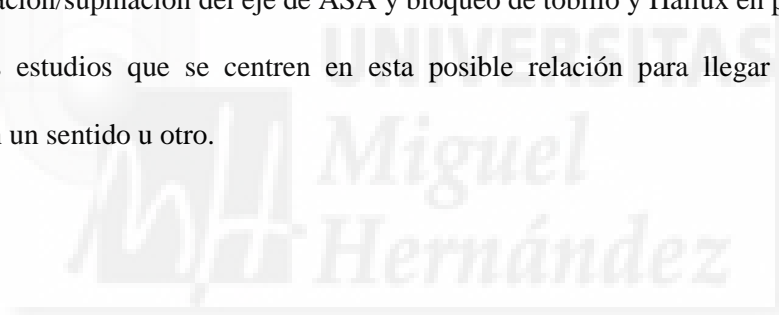 ación/supinación del eje de ASA y bloqueo de tobillo y Hallux en p
estudios que se centren en esta posible relación para llegar
un sentido u otro.
UNIVERSITAS
Miguel
Hernández